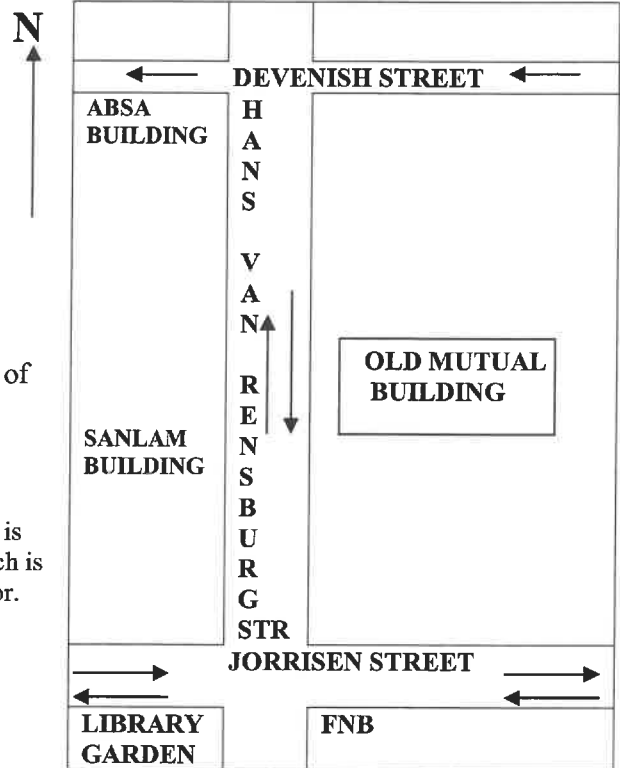 N
DEVENISH STREET
ABSA
BUILDING
H
A
N
S
V
A
N
R
E
N
S
B
U
R
G
STR
OLD MUTUAL
BUILDING
of
SANLAM
BUILDING
is
ch is
or.
JORRISEN STREET
LIBRARY
GARDEN
FNB